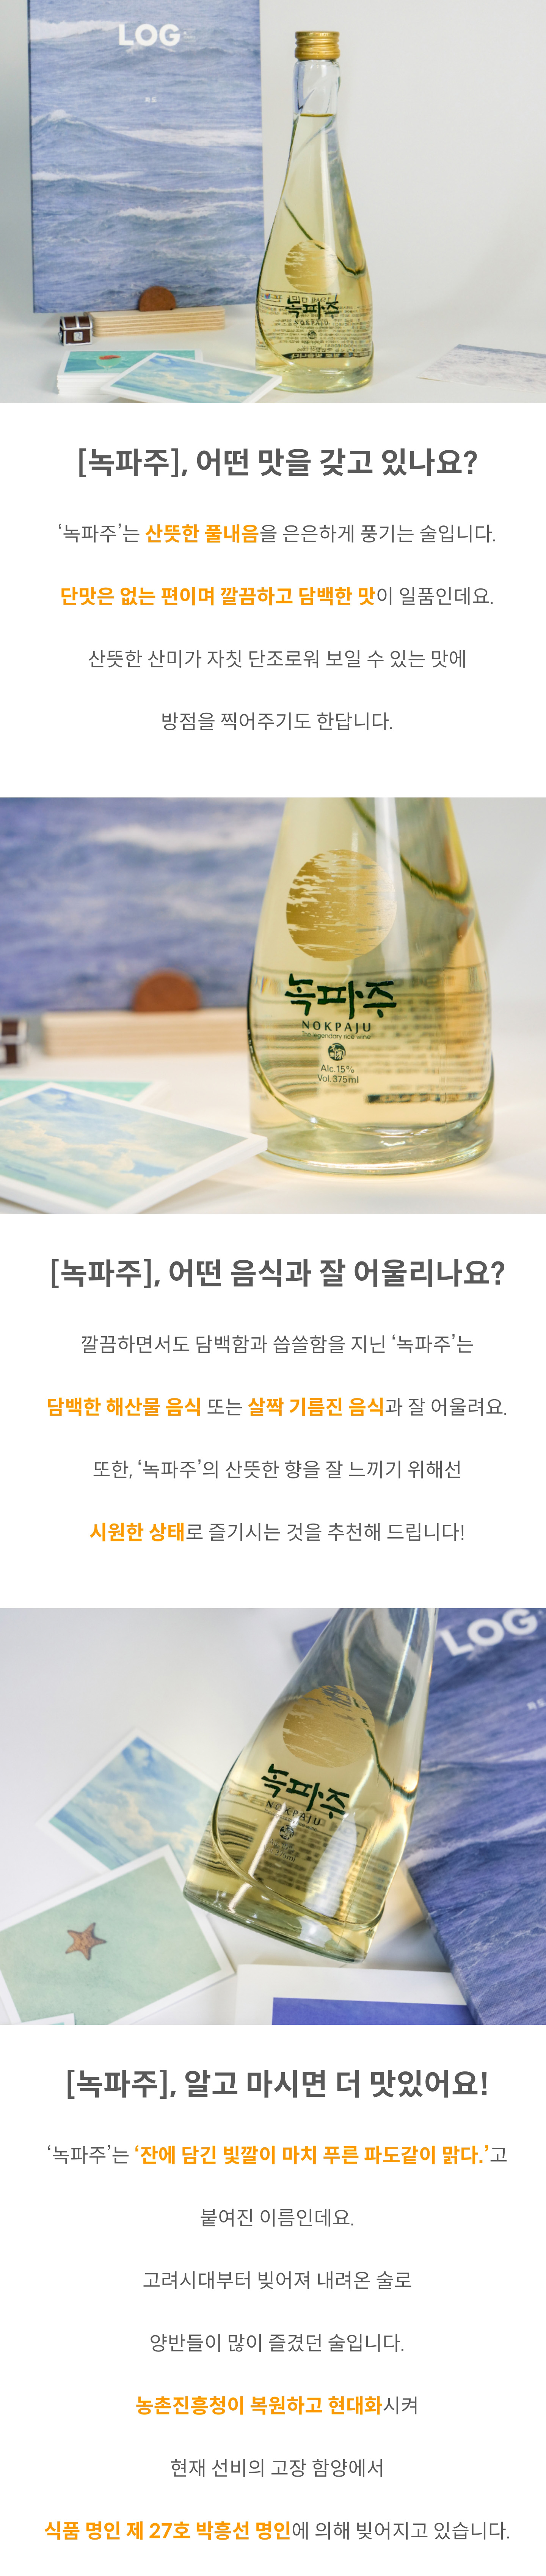 LOG
녹파주
NOKPAJU
[녹파주], 어떤 맛을 갖고 있나요?
‘녹파주’는 산뜻한 풀내음을 은은하게 풍기는 술입니다.
단맛은 없는 편이며 깔끔하고 담백한 맛이 일품인데요.
산뜻한 산미가 자칫 단조로워 보일 수 있는 맛에
방점을 찍어주기도 한답니다.
녹파주
NOKPAJU
The legendary rice wine
Alc.15%
Vol.375ml
[녹파주], 어떤 음식과 잘 어울리나요?
깔끔하면서도 담백함과 씁쓸함을 지닌 ‘녹파주’는
담백한 해산물 음식 또는 살짝 기름진 음식과 잘 어울려요.
또한, ‘녹파주’의 산뜻한 향을 잘 느끼기 위해선
시원한 상태로 즐기시는 것을 추천해 드립니다!
LOG
녹파주
NOKPAJU
[녹파주], 알고 마시면 더 맛있어요!
‘녹파주’는 ‘잔에 담긴 빛깔이 마치 푸른 파도같이 맑다.’고
붙여진 이름인데요.
고려시대부터 빚어져 내려온 술로
양반들이 많이 즐겼던 술입니다.
농촌진흥청이 복원하고 현대화시켜
현재 선비의 고장 함양에서
식품 명인 제 27호 박흥선 명인에 의해 빚어지고 있습니다.